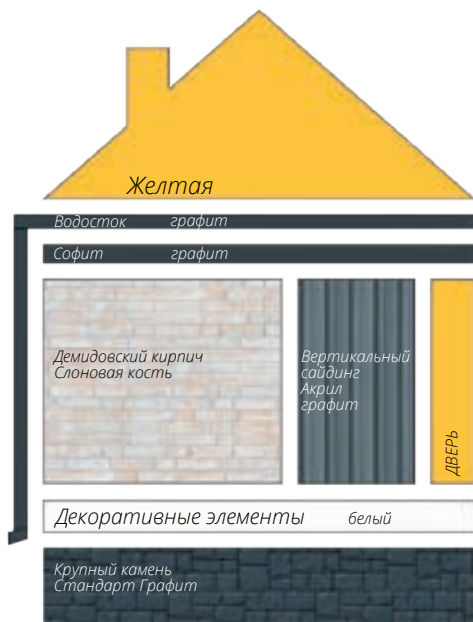 Желтая
Водосток графит
Софит графит
Демидовский кирпич
Слоновая кость
Вертикальный
сайдинг
Акрил
графит
ДВЕРЬ
Декоративные элементы белый
Крупный камень
Стандарт Графит